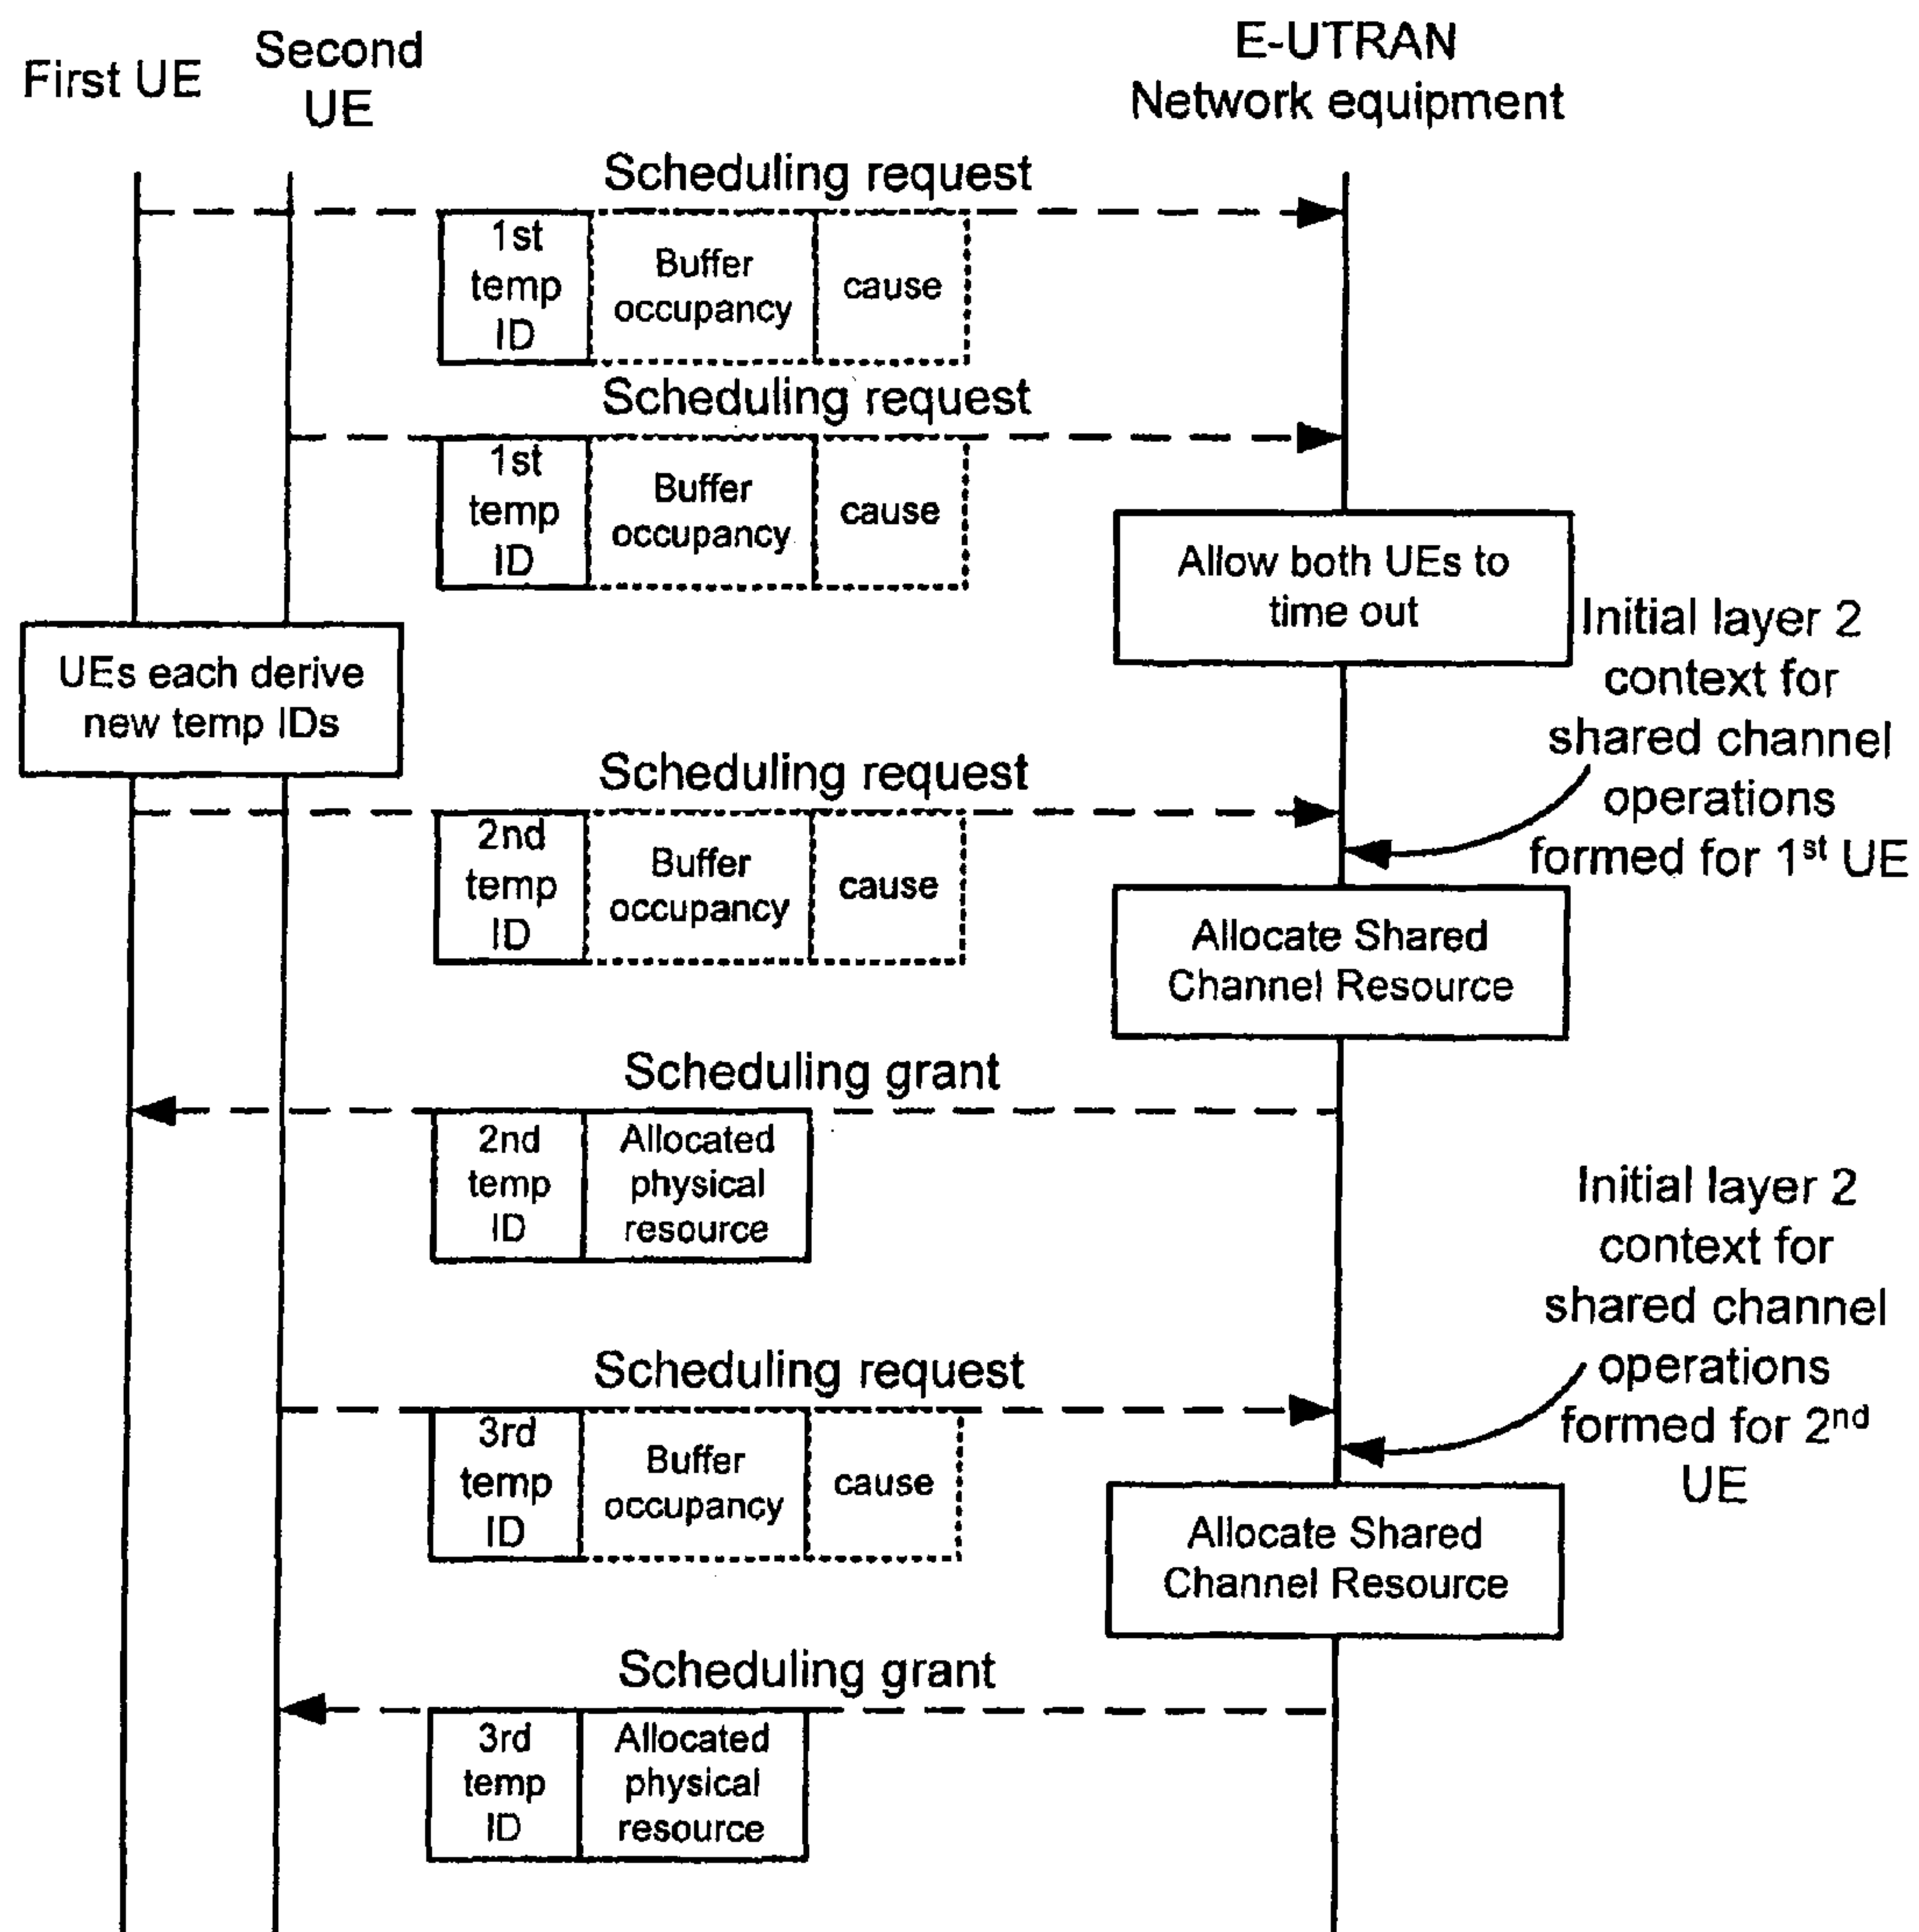 First UE
Second
UE
E-UTRAN
Network equipment
Scheduling request
1st
temp
ID
Buffer
occupancy
cause
Scheduling request
1st
temp
ID
Buffer
occupancy
cause
Allow both UEs to
time out
Initial layer 2
context for
shared channel
operations
formed for 1st UE
UEs each derive
new temp IDs
Scheduling request
2nd
temp
ID
Buffer
occupancy
cause
Allocate Shared
Channel Resource
Scheduling grant
2nd
temp
ID
Allocated
physical
resource
Initial layer 2
context for
shared channel
operations
formed for 2nd
UE
Scheduling request
3rd
temp
ID
Buffer
occupancy
cause
Allocate Shared
Channel Resource
Scheduling grant
3rd
temp
ID
Allocated
physical
resource